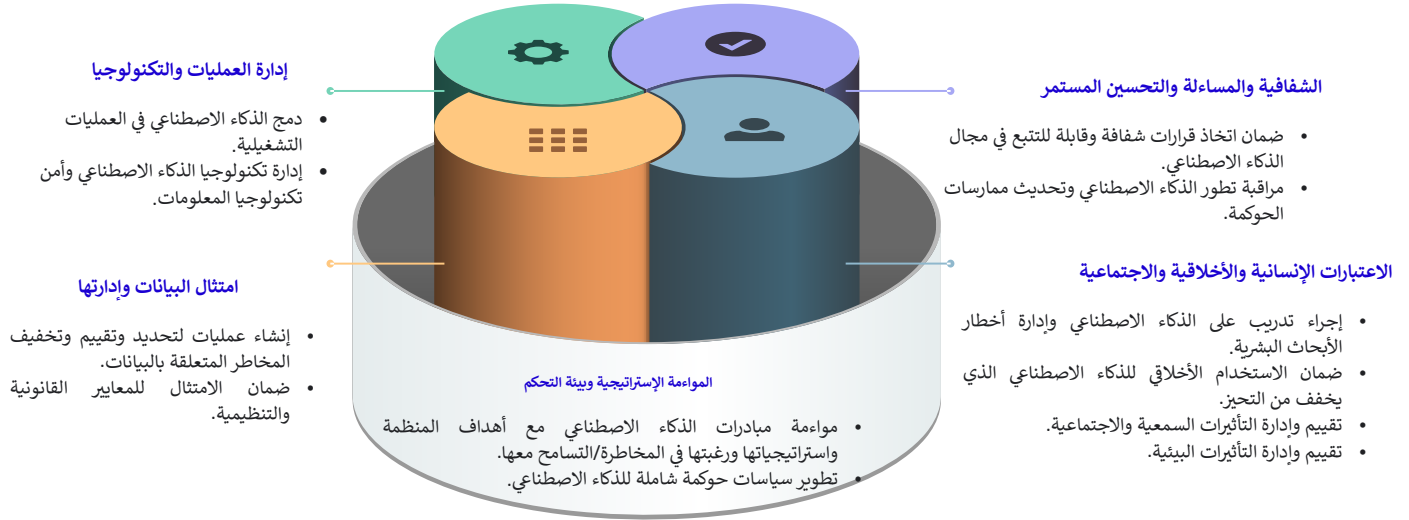 الشفافية والمساءلة والتحسين المستمر
• ضمان اتخاذ قرارات شفافة وقابلة للتتبع في مجال
الذكاء الاصطناعي.
• مراقبة تطور الذكاء الاصطناعي وتحديث ممارسات
الحوكمة.
الاعتبارات الإنسانية والأخلاقية والاجتماعية
• إجراء تدريب على الذكاء الاصطناعي وإدارة أخطار
الأبحاث البشرية.
• ضمان الاستخدام الأخلاقي للذكاء الاصطناعي الذي
يخفف من التحيز.
• تقييم وإدارة التأثيرات السمعية والاجتماعية.
• تقييم وإدارة التأثيرات البيئية.
إدارة العمليات والتكنولوجيا
• دمج الذكاء الاصطناعي في العمليات
التشغيلية.
• إدارة تكنولوجيا الذكاء الاصطناعي وأمن
تكنولوجيا المعلومات.
امتثال البيانات وإدارتها
• إنشاء عمليات لتحديد وتقييم وتخفيف
المخاطر المتعلقة بالبيانات.
• ضمان الامتثال للمعايير القانونية
والتنظيمية.
المواءمة الإستراتيجية وبيئة التحكم
• مواءمة مبادرات الذكاء الاصطناعي مع أهداف المنظمة
واستراتيجياتها ورغبتها في المخاطرة/التسامح معها.
• تطوير سياسات حوكمة شاملة للذكاء الاصطناعي.